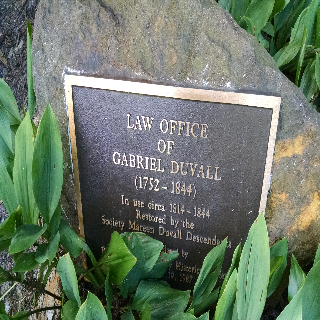 LAW OFFICE
OF
GABRIEL DUVALL
(1752 - 1844)
In use circa 1814 - 1844
Restored by the
Society Mareen Duvall Descendants